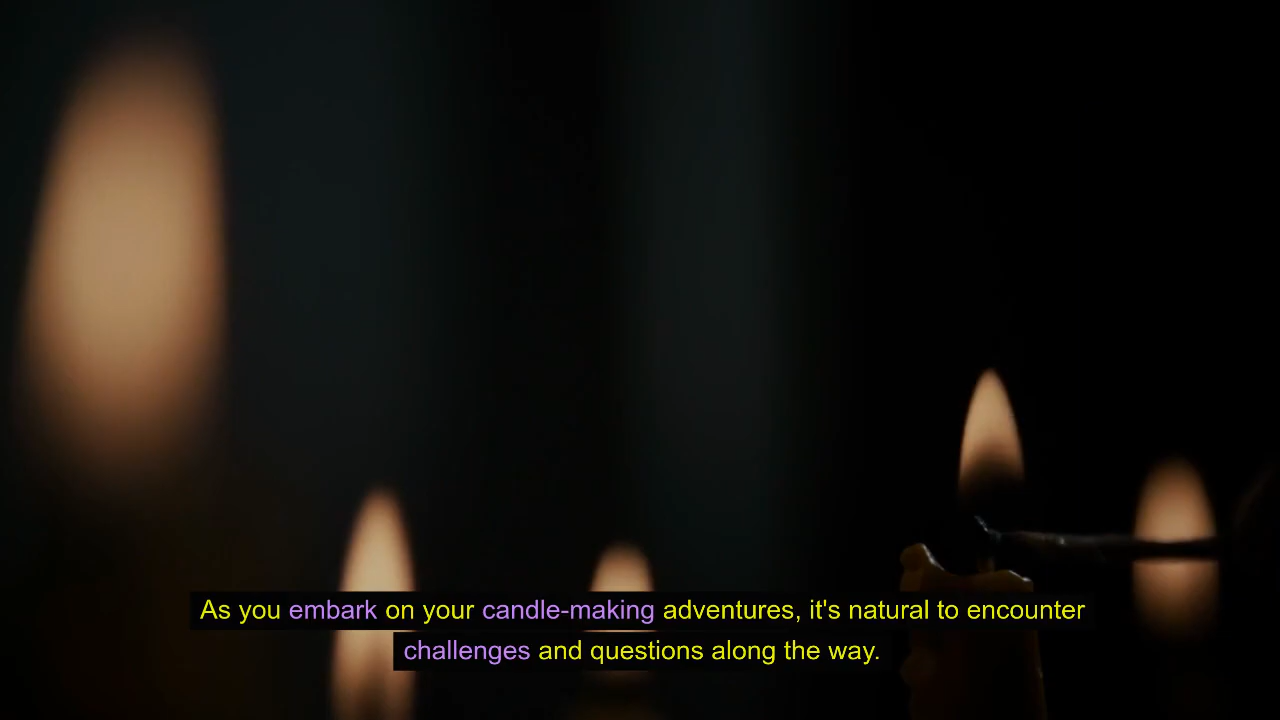 As you embark on your candle-making adventures, it's natural to encounter
challenges and questions along the way.